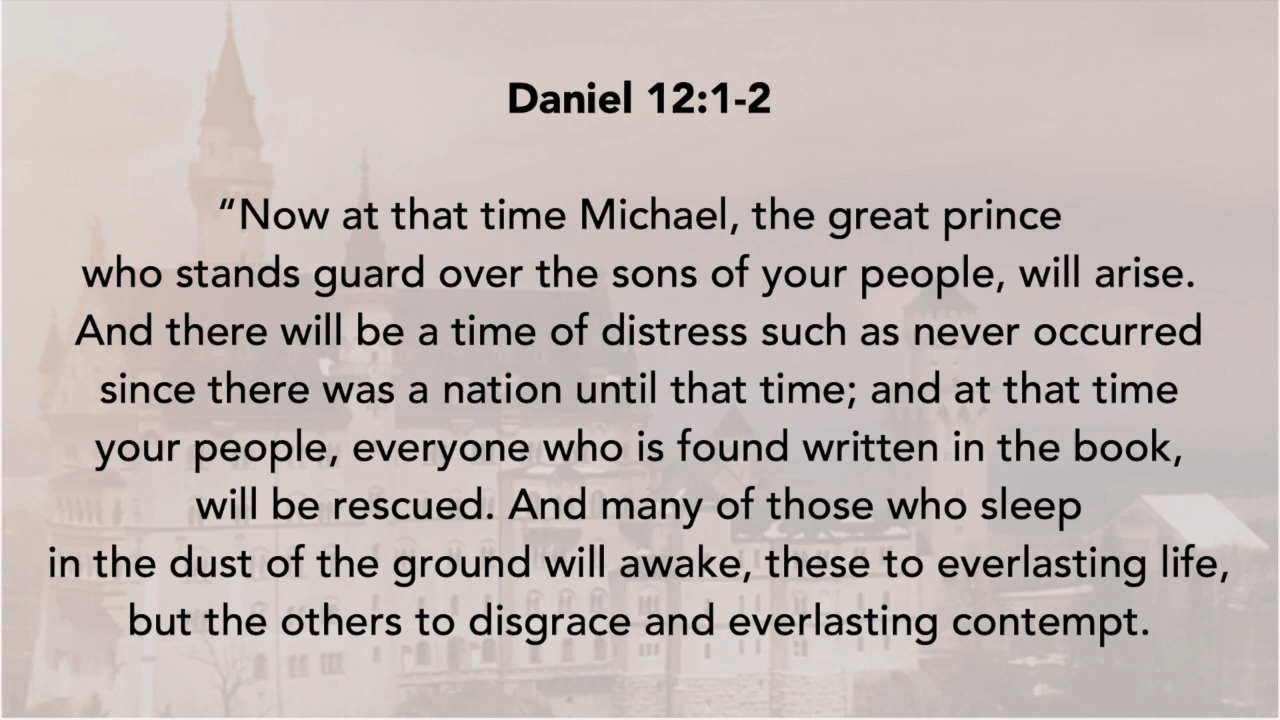 Daniel 12:1-2
“Now at that time Michael, the great prince
who stands guard over the sons of your people, will arise.
And there will be a time of distress such as never occurred
since there was a nation until that time; and at that time
your people, everyone who is found written in the book,
will be rescued. And many of those who sleep
in the dust of the ground will awake, these to everlasting life,
but the others to disgrace and everlasting contempt.